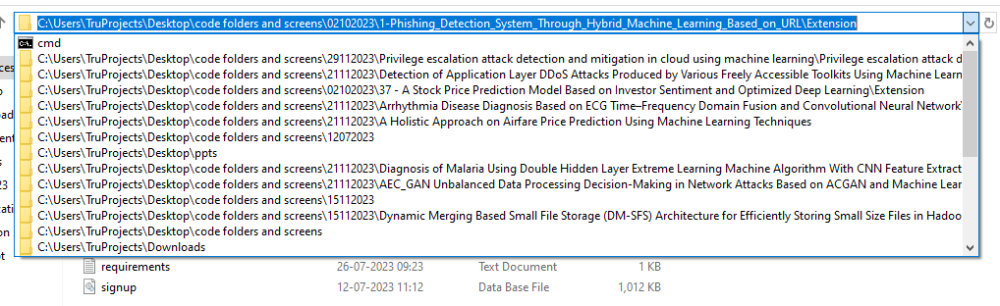 C:\Users\TruProjects\Desktop\code folders and screens\02102023\1-Phishing_Detection_System_Through_Hybrid_Machine_Learning_Based_on_URL\Extension
cmd
C:\Users\TruProjects\Desktop\code folders and screens\29112023\Privilege escalation attack detection and mitigation in cloud using machine learning\Privilege escalation attack d
C:\Users\TruProjects\Desktop\code folders and screens\21112023\Detection of Application Layer DDoS Attacks Produced by Various Freely Accessible Toolkits Using Machine Learn
C:\Users\TruProjects\Desktop\code folders and screens\02102023\37 - A Stock Price Prediction Model Based on Investor Sentiment and Optimized Deep Learning\Extension
C:\Users\TruProjects\Desktop\code folders and screens\21112023\Arrhythmia Disease Diagnosis Based on ECG Time–Frequency Domain Fusion and Convolutional Neural Network
C:\Users\TruProjects\Desktop\code folders and screens\21112023\A Holistic Approach on Airfare Price Prediction Using Machine Learning Techniques
C:\Users\TruProjects\Desktop\code folders and screens\12072023
C:\Users\TruProjects\Desktop\ppts
C:\Users\TruProjects\Desktop\code folders and screens\21112023\Diagnosis of Malaria Using Double Hidden Layer Extreme Learning Machine Algorithm With CNN Feature Extract
C:\Users\TruProjects\Desktop\code folders and screens\21112023\AEC_GAN Unbalanced Data Processing Decision-Making in Network Attacks Based on ACGAN and Machine Lear
C:\Users\TruProjects\Desktop\code folders and screens\15112023
C:\Users\TruProjects\Desktop\code folders and screens\15112023\Dynamic Merging Based Small File Storage (DM-SFS) Architecture for Efficiently Storing Small Size Files in Hadoo
C:\Users\TruProjects\Desktop\code folders and screens
C:\Users\TruProjects\Downloads
requirements 26-07-2023 09:23 Text Document 1 KB
signup 12-07-2023 11:12 Data Base File 1,012 KB